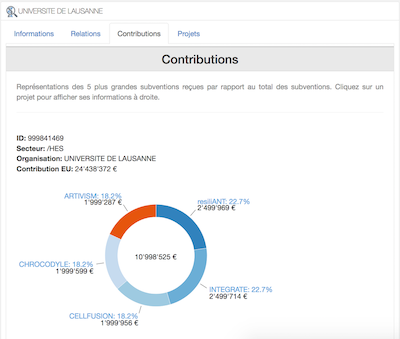 UNIVERSITE DE LAUSANNE
Informations Relations Contributions Projets
Contributions
Représentations des 5 plus grandes subventions reçues par rapport au total des subventions. Cliquez sur un
projet pour afficher ses informations à droite.
ID: 999841469
Secteur: /HES
Organisation: UNIVERSITE DE LAUSANNE
Contribution EU: 24'438'372 €
ARTIVISM: 18.2%
1'999'287 €
resiliANT: 22.7%
2'499'969 €
10'998'525 €
CHROCODYLE: 18.2%
1'999'599 €
INTEGRATE: 22.7%
2'499'714 €
CELLFUSION: 18.2%
1'999'956 €